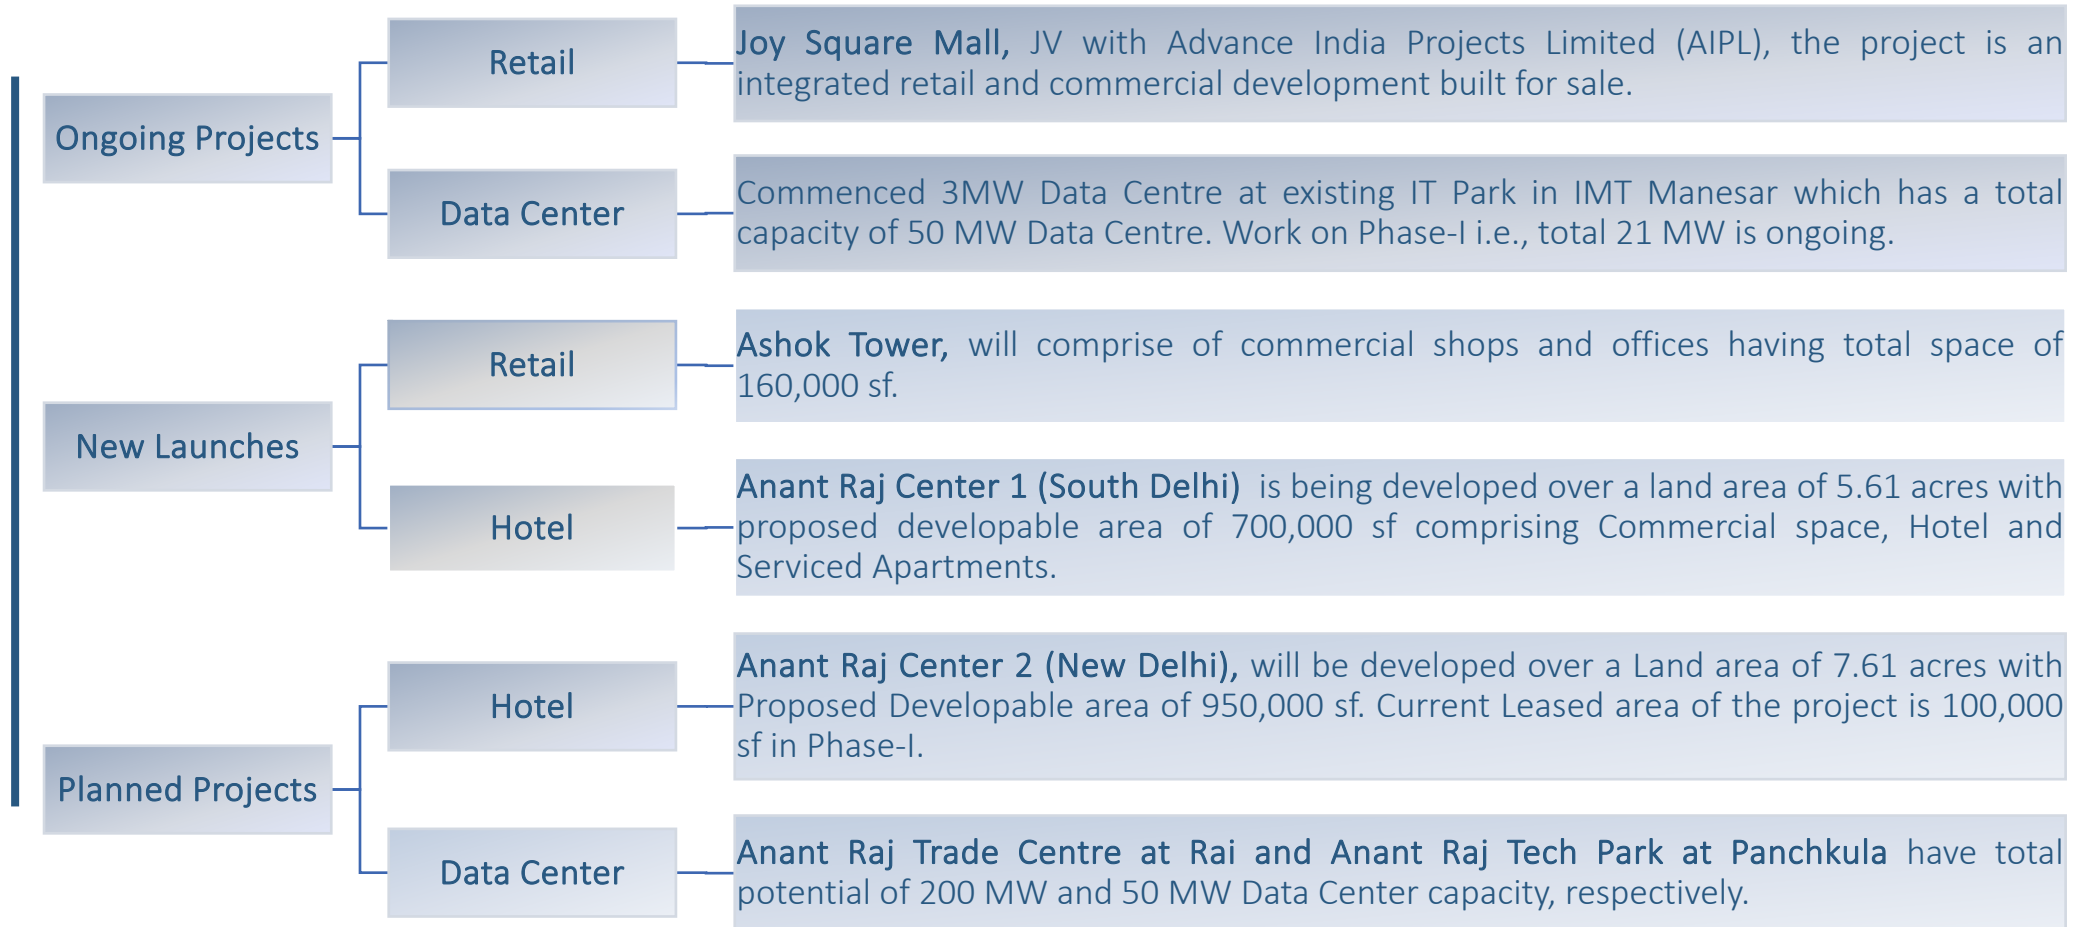 Ongoing Projects
Retail
Joy Square Mall, JV with Advance India Projects Limited (AIPL), the project is an
integrated retail and commercial development built for sale.
Data Center
Commenced 3MW Data Centre at existing IT Park in IMT Manesar which has a total
capacity of 50 MW Data Centre. Work on Phase-I i.e., total 21 MW is ongoing.
New Launches
Retail
Ashok Tower, will comprise of commercial shops and offices having total space of
160,000 sf.
Hotel
Anant Raj Center 1 (South Delhi) is being developed over a land area of 5.61 acres with
proposed developable area of 700,000 sf comprising Commercial space, Hotel and
Serviced Apartments.
Planned Projects
Hotel
Anant Raj Center 2 (New Delhi), will be developed over a Land area of 7.61 acres with
Proposed Developable area of 950,000 sf. Current Leased area of the project is 100,000
sf in Phase-I.
Data Center
Anant Raj Trade Centre at Rai and Anant Raj Tech Park at Panchkula have total
potential of 200 MW and 50 MW Data Center capacity, respectively.